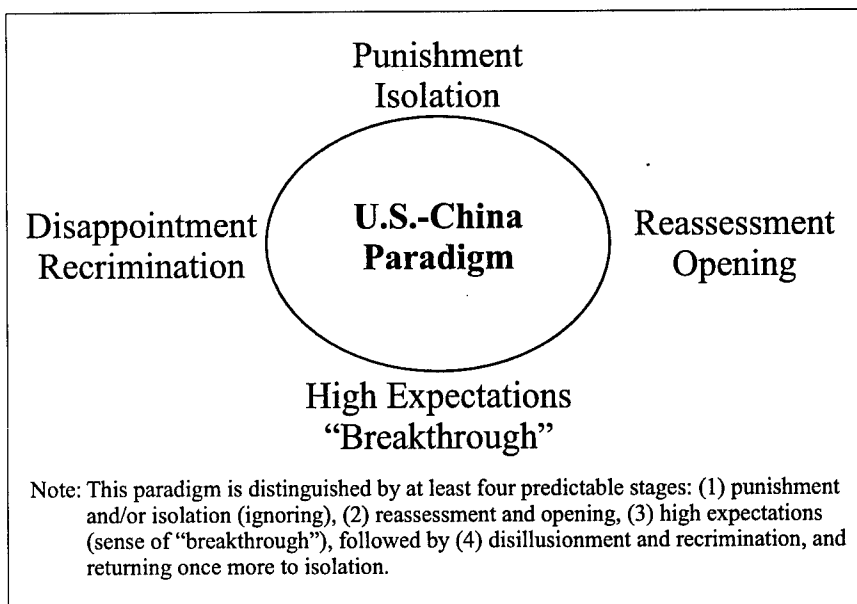 Punishment
Isolation
Disappointment
Recrimination
U.S.-China
Paradigm
Reassessment
Opening
High Expectations
“Breakthrough”
Note: This paradigm is distinguished by at least four predictable stages: (1) punishment
and/or isolation (ignoring), (2) reassessment and opening, (3) high expectations
(sense of “breakthrough”), followed by (4) disillusionment and recrimination, and
returning once more to isolation.